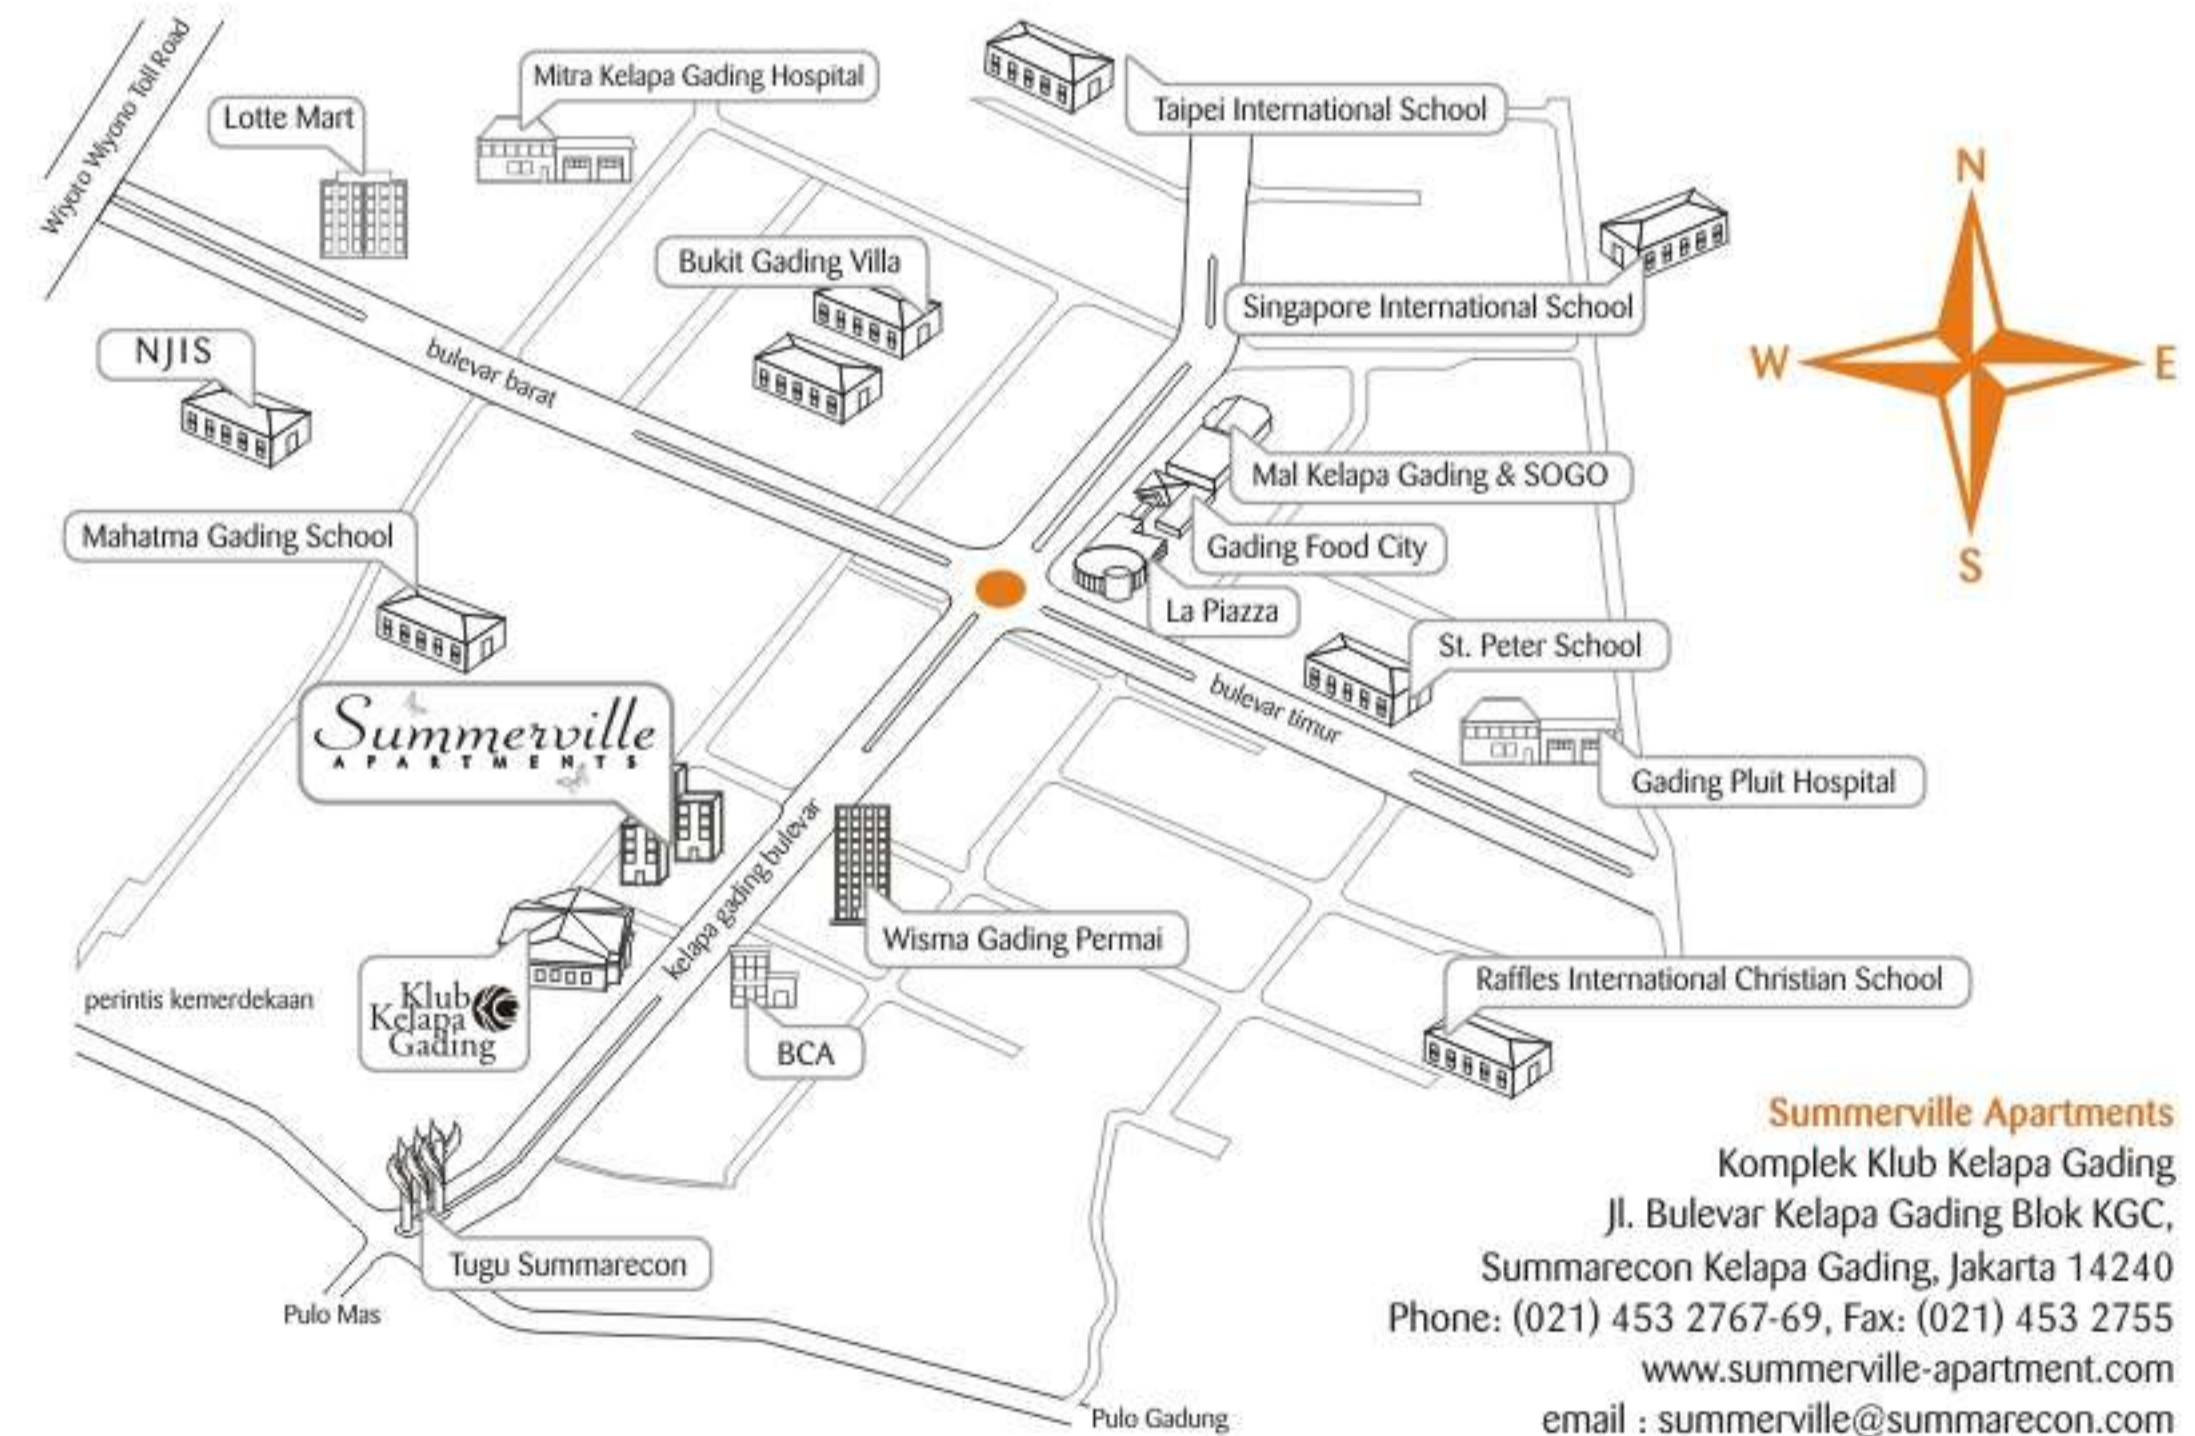 Wiyoto Wiyono Toll Road
Mitra Kelapa Gading Hospital
Lotte Mart
Taipei International School
N
Bukit Gading Villa
Singapore International School
NJIS
bulevar barat
W
E
Mal Kelapa Gading & SOGO
Mahatma Gading School
Gading Food City
S
La Piazza
St. Peter School
Summerville
APARTMENTS
bulevar timur
Gading Pluit Hospital
kelapa gading bulevar
Wisma Gading Permai
perintis kemerdekaan
Klub
Kelapa
Gading
BCA
Raffles International Christian School
Tugu Summarecon
Pulo Mas
Pulo Gadung
Summerville Apartments
Komplek Klub Kelapa Gading
Jl. Bulevar Kelapa Gading Blok KGC,
Summarecon Kelapa Gading, Jakarta 14240
Phone: (021) 453 2767-69, Fax: (021) 453 2755
www.summerville-apartment.com
email : summerville@summarecon.com